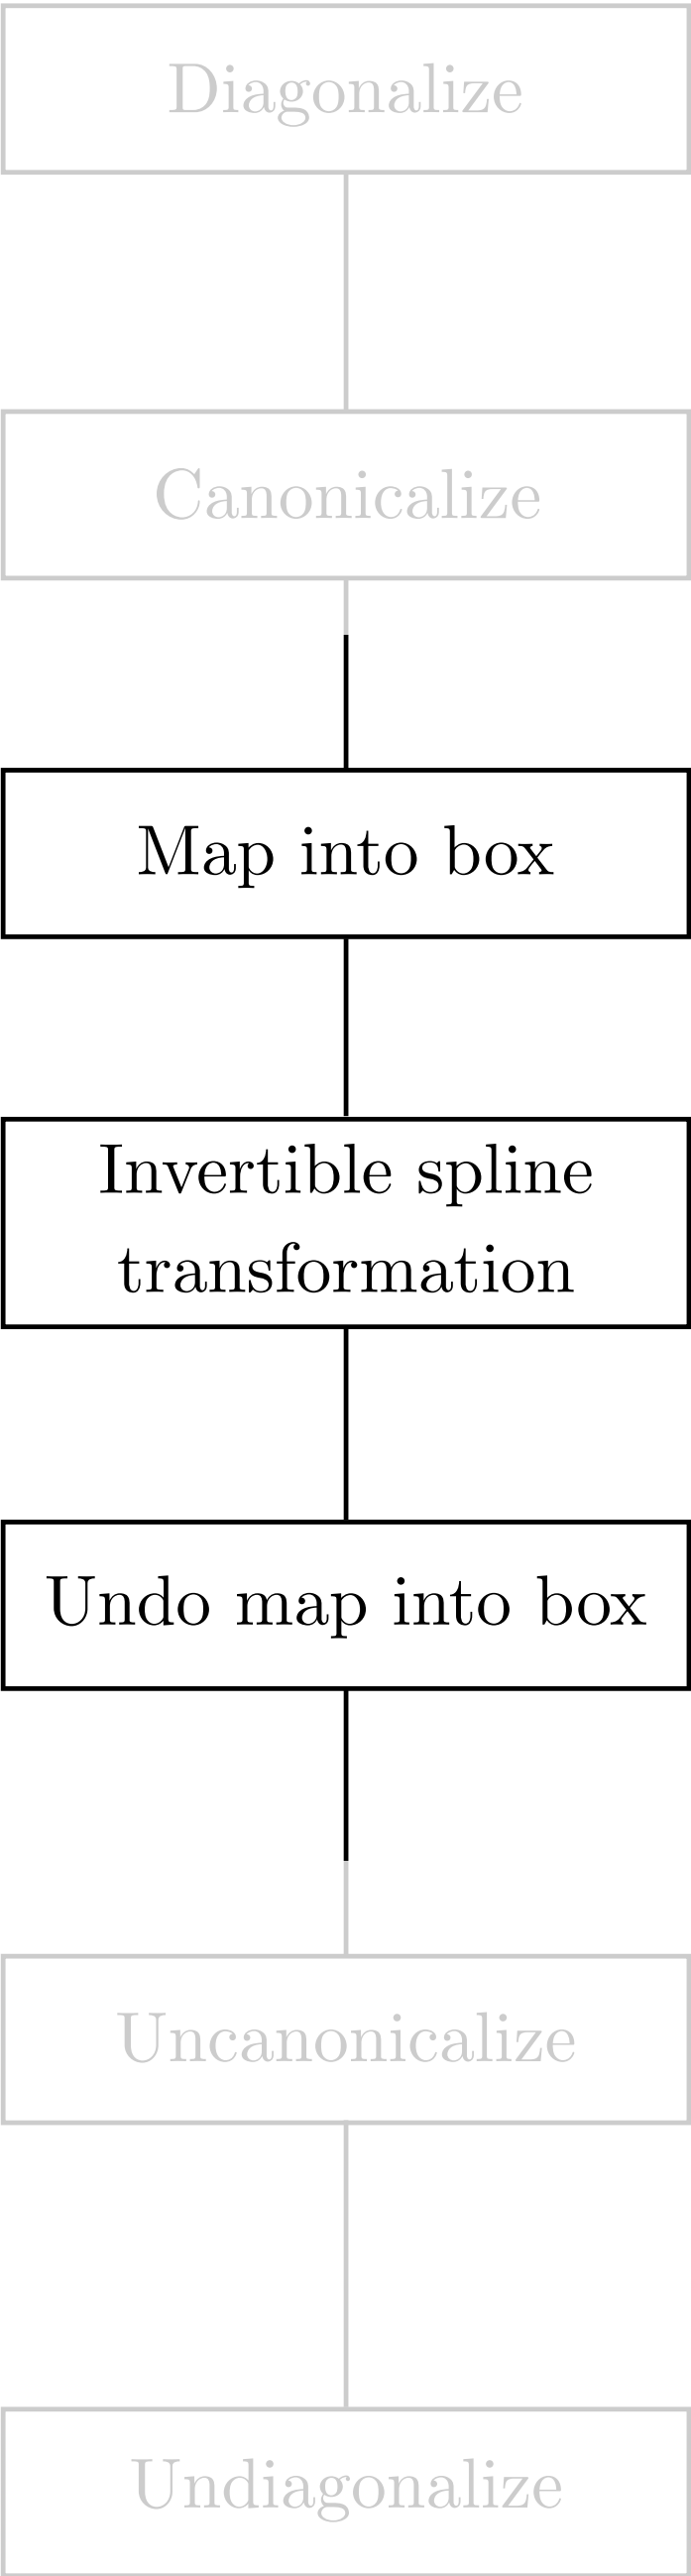 Diagonalize
Canonicalize
Map into box
Invertible spline
transformation
Undo map into box
Uncanonicalize
Undiagonalize